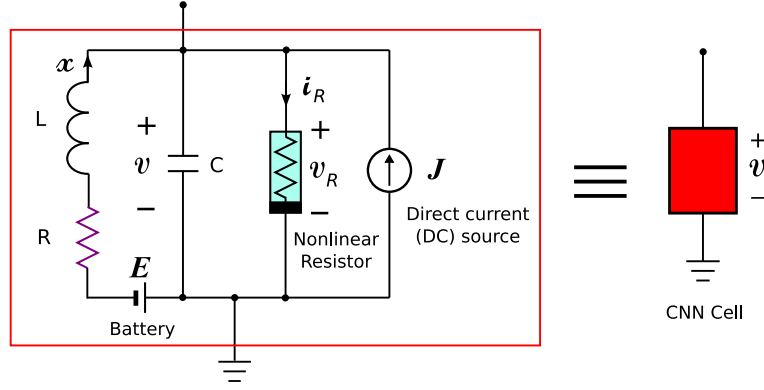 x
i_R
L
+
v
−
C
+
v_R
−
J
R
E
Battery
Nonlinear
Resistor
Direct current
(DC) source
+
v
−
CNN Cell